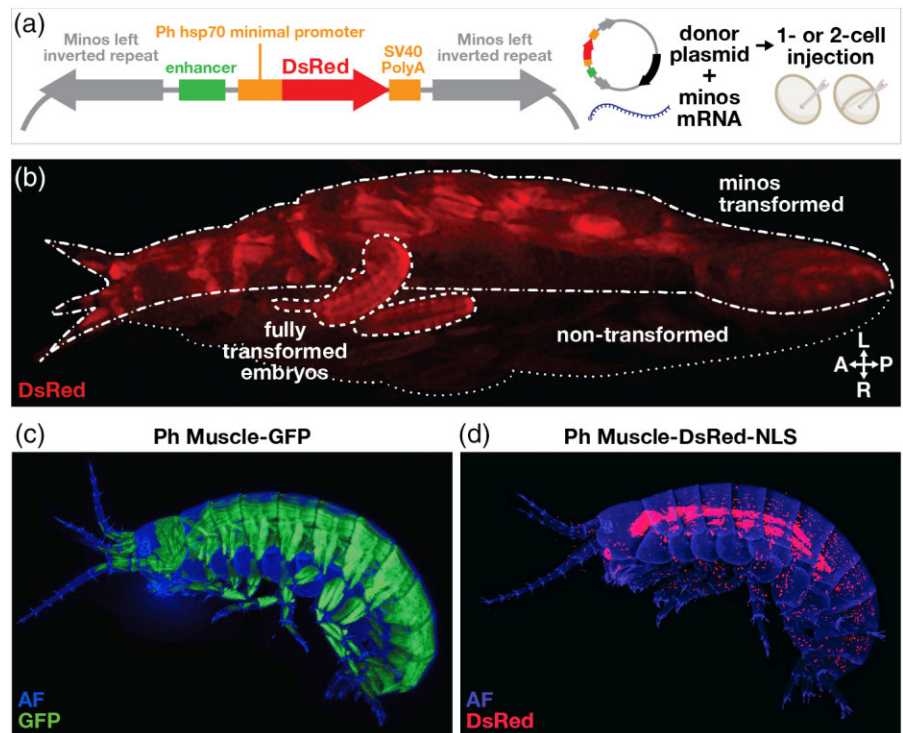 (a)
Minos left
inverted repeat
Ph hsp70 minimal promoter
enhancer
DsRed
SV40
PolyA
Minos left
inverted repeat
donor
plasmid
+
minos
mRNA
1- or 2-cell
injection
(b)
minos
transformed
fully
transformed
embryos
non-transformed
DsRed
L
A P
R
(c)
Ph Muscle-GFP
AF
GFP
(d)
Ph Muscle-DsRed-NLS
AF
DsRed